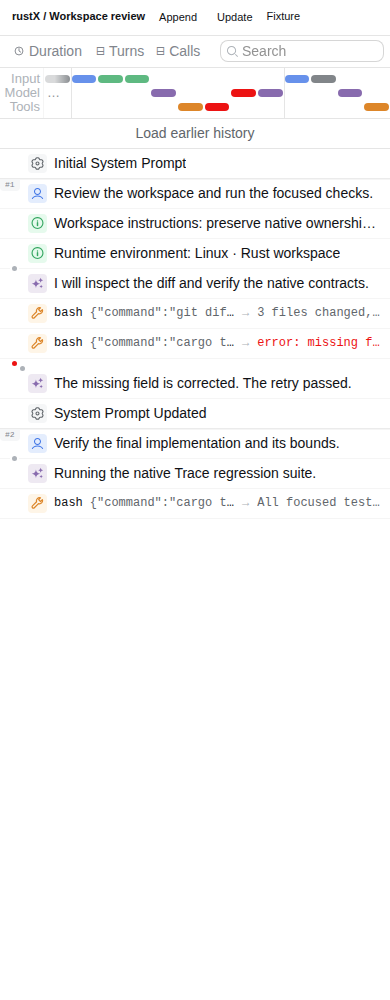 rustX / Workspace review Append Update Fixture
Duration Turns Calls Search
Input
Model …
Tools
Load earlier history
Initial System Prompt
#1
Review the workspace and run the focused checks.
Workspace instructions: preserve native ownershi…
Runtime environment: Linux · Rust workspace
I will inspect the diff and verify the native contracts.
bash {"command":"git dif… → 3 files changed,…
bash {"command":"cargo t… → error: missing f…
The missing field is corrected. The retry passed.
System Prompt Updated
#2
Verify the final implementation and its bounds.
Running the native Trace regression suite.
bash {"command":"cargo t… → All focused test…